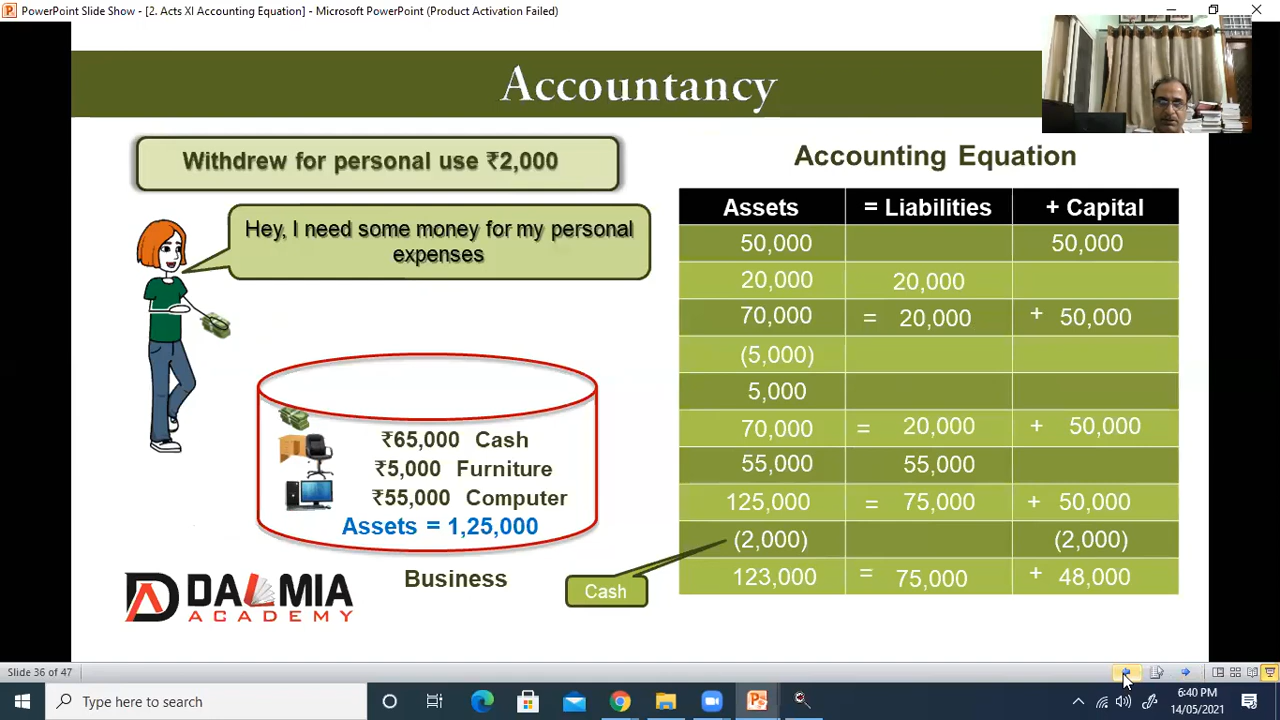 PowerPoint Slide Show - [2. Acts XI Accounting Equation] - Microsoft PowerPoint (Product Activation Failed)
Accountancy
Withdrew for personal use ₹2,000
Hey, I need some money for my personal
expenses
₹65,000 Cash
₹5,000 Furniture
₹55,000 Computer
Assets = 1,25,000
Business
Cash
DALMIA
ACADEMY
Accounting Equation
Assets = Liabilities + Capital
50,000 50,000
20,000 20,000
70,000 = 20,000 + 50,000
(5,000)
5,000
70,000 = 20,000 + 50,000
55,000 55,000
125,000 = 75,000 + 50,000
(2,000) (2,000)
123,000 = 75,000 + 48,000
Slide 36 of 47
Type here to search
6:40 PM
14/05/2021